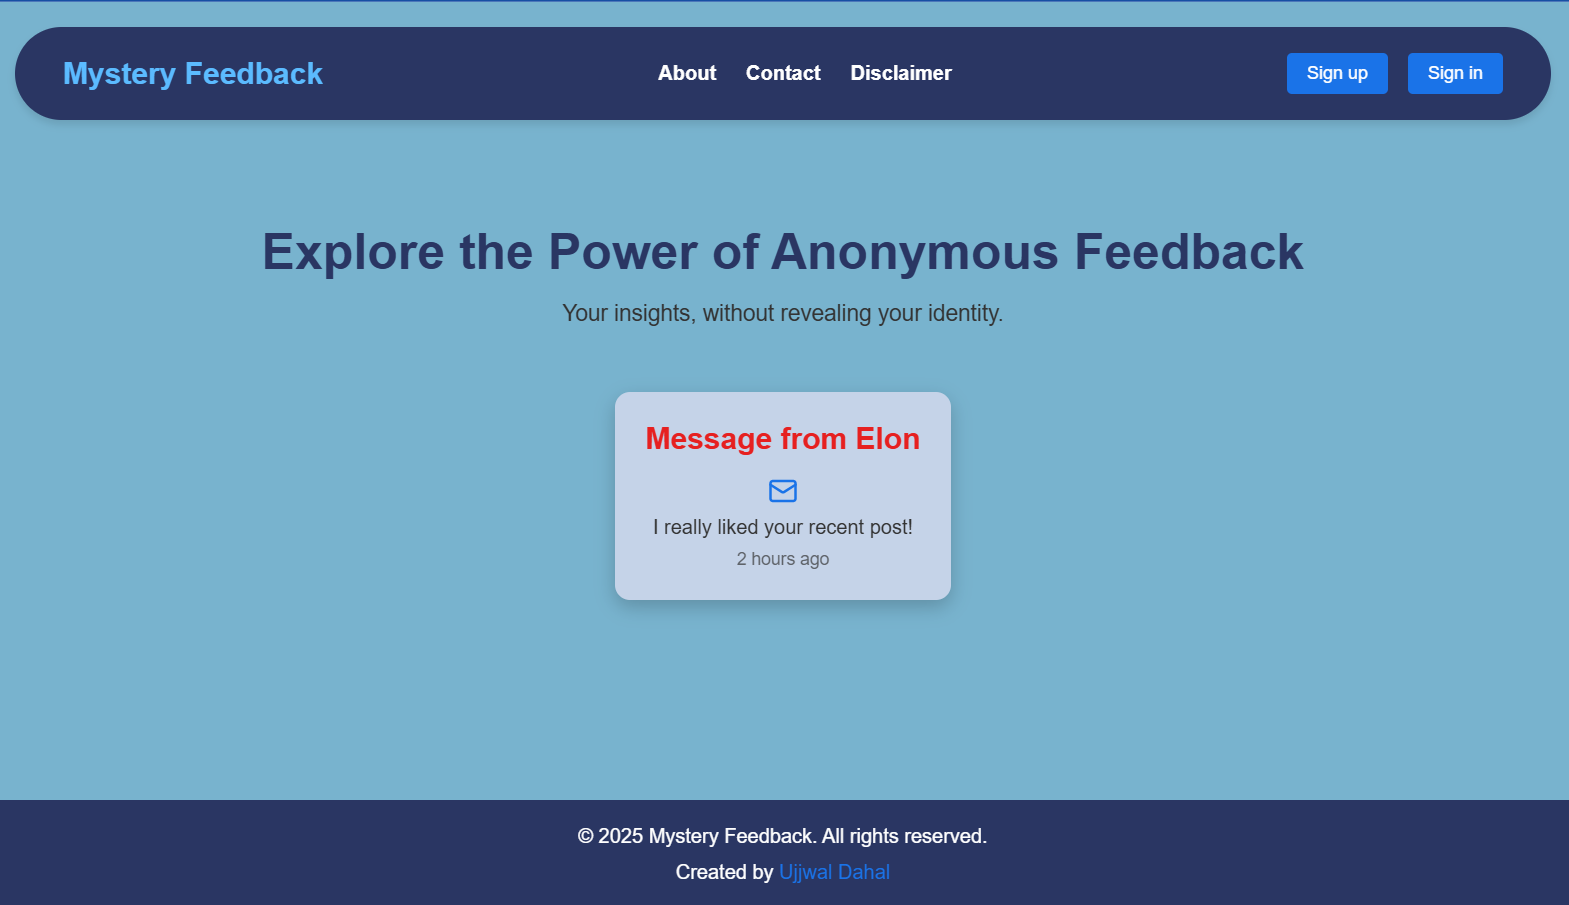 Mystery Feedback
About
Contact
Disclaimer
Sign up
Sign in
Explore the Power of Anonymous Feedback
Your insights, without revealing your identity.
Message from Elon
I really liked your recent post!
2 hours ago
© 2025 Mystery Feedback. All rights reserved.
Created by Ujjwal Dahal